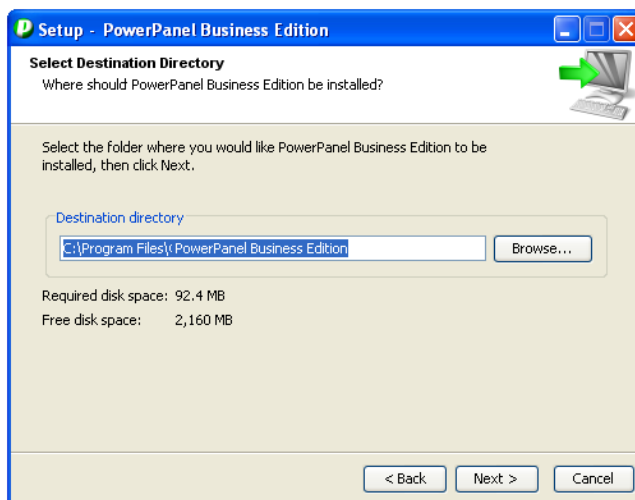 Setup - PowerPanel Business Edition
Select Destination Directory
Where should PowerPanel Business Edition be installed?
Select the folder where you would like PowerPanel Business Edition to be
installed, then click Next.
Destination directory
C:\Program Files\(PowerPanel Business Edition
Browse...
Required disk space: 92.4 MB
Free disk space: 2,160 MB
< Back
Next >
Cancel